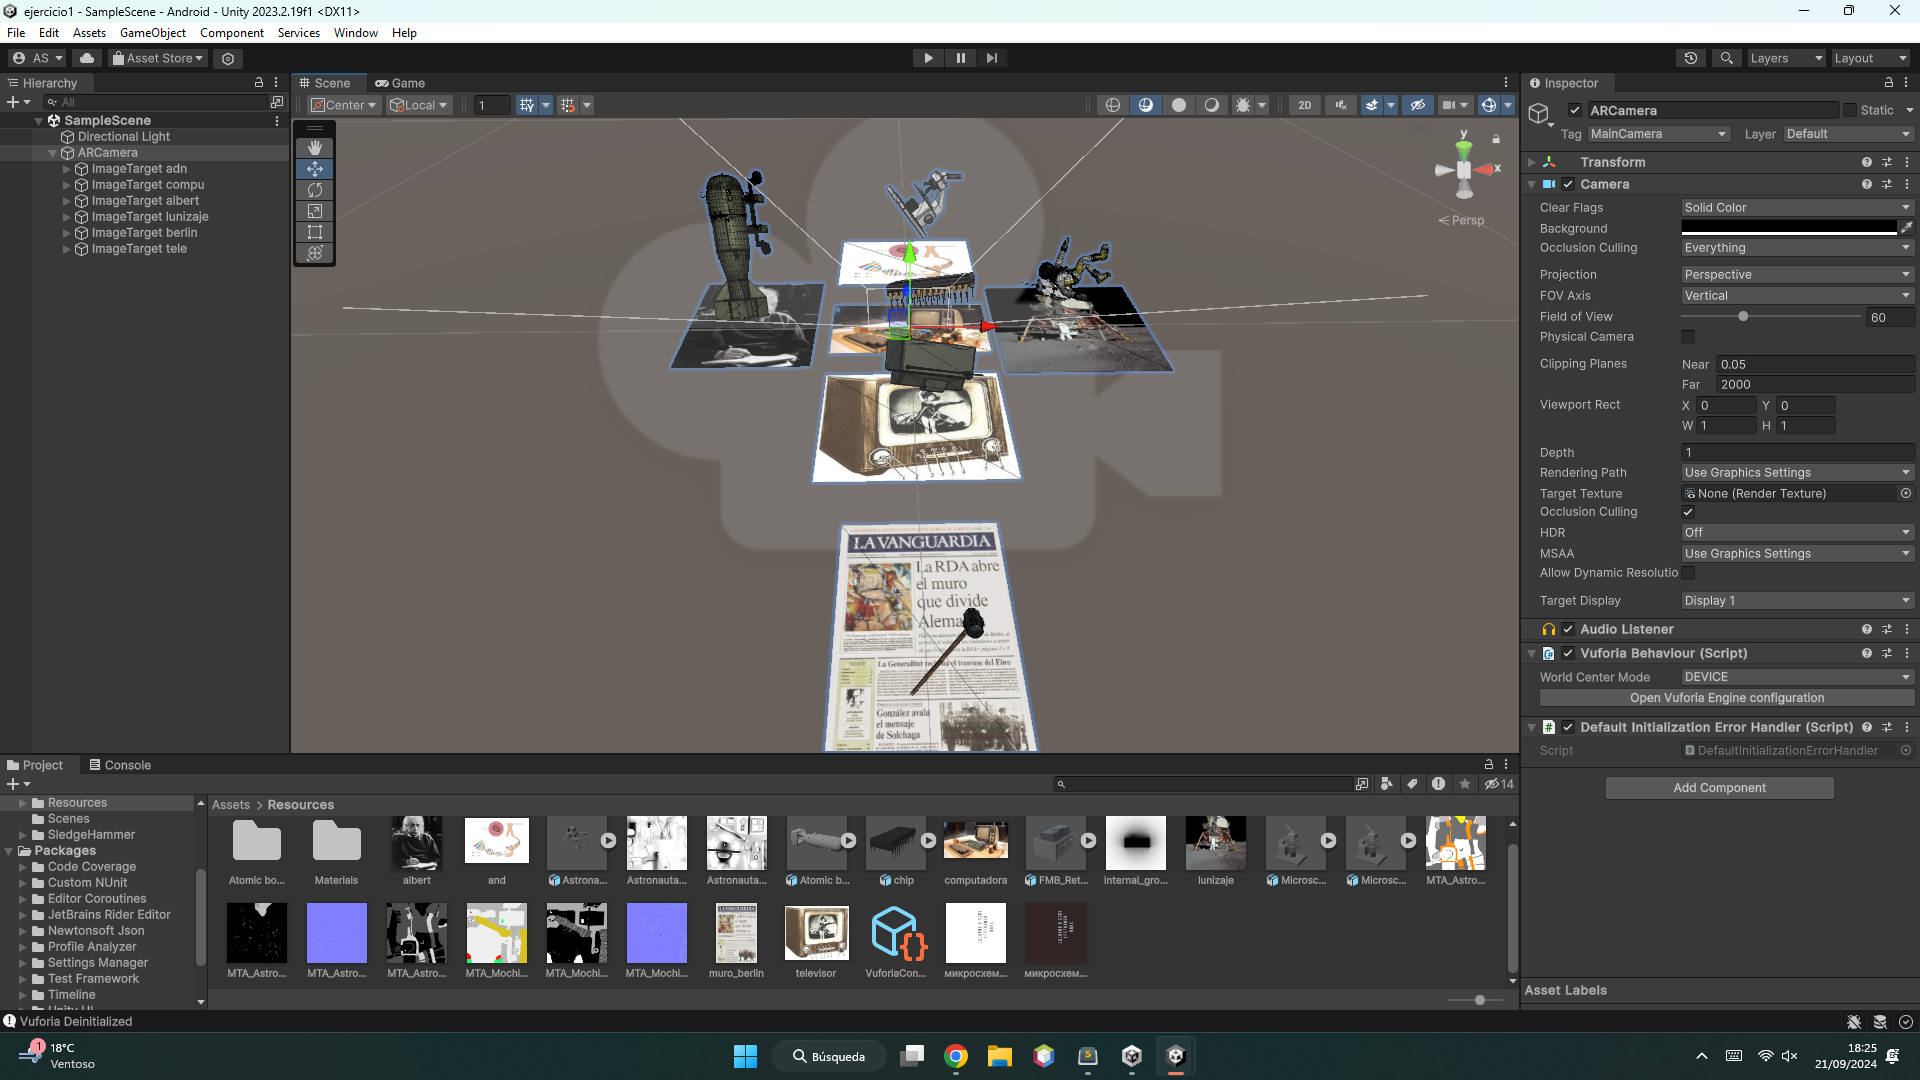 ejercicio1 - SampleScene - Android - Unity 2023.2.19f1 <DX11>
File Edit Assets GameObject Component Services Window Help
AS Asset Store Layers Layout
Hierarchy
All
SampleScene
Directional Light
ARCamera
ImageTarget adn
ImageTarget compu
ImageTarget albert
ImageTarget lunizaje
ImageTarget berlin
ImageTarget tele
Scene Game
Center Local 1 2D
y
x
Persp
LA VANGUARDIA
La RDA abre
el muro
que divide
Alema
La Generalitat rec el trasvase del Ebro
González avala
el mensaje
de Solchaga
Inspector
ARCamera Static
Tag MainCamera Layer Default
Transform
Camera
Clear Flags Solid Color
Background
Occlusion Culling Everything
Projection Perspective
FOV Axis Vertical
Field of View 60
Physical Camera
Clipping Planes Near 0.05
Far 2000
Viewport Rect X 0 Y 0
W 1 H 1
Depth 1
Rendering Path Use Graphics Settings
Target Texture None (Render Texture)
Occlusion Culling
HDR Off
MSAA Use Graphics Settings
Allow Dynamic Resolutio
Target Display Display 1
Audio Listener
Vuforia Behaviour (Script)
World Center Mode DEVICE
Open Vuforia Engine configuration
Default Initialization Error Handler (Script)
Script DefaultInitializationErrorHandler
Add Component
Asset Labels
Project Console
14
Resources
Scenes
SledgeHammer
Packages
Code Coverage
Custom NUnit
Editor Coroutines
JetBrains Rider Editor
Newtonsoft Json
Profile Analyzer
Settings Manager
Test Framework
Timeline
Unity UI
Assets > Resources
Atomic bo... Materials albert and Astrona... Astronauta... Astronauta... Atomic b... chip computadora FMB_Ret... internal_gro... lunizaje Microsc... Microsc... MTA_Astro...
MTA_Astro... MTA_Astro... MTA_Astro... MTA_Mochi... MTA_Mochi... MTA_Mochi... muro_berlin televisor VuforiaCon... микросхем... микросхем...
Vuforia Deinitialized
1
18°C
Ventoso
Búsqueda
18:25
21/09/2024